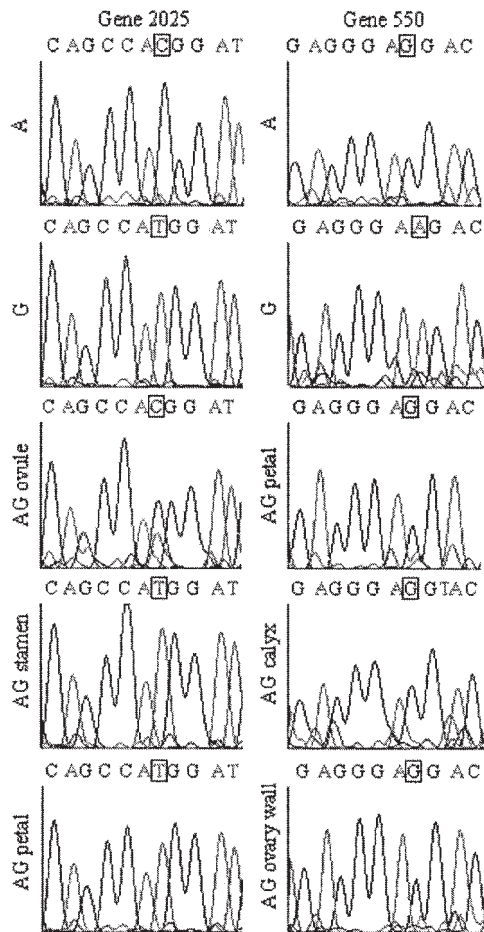 Gene 2025
Gene 550
C A G C C A C G G A T
G A G G G A G G A C
A
A
C A G C C A T G G A T
G A G G G A A G A C
G
G
C A G C C A C G G A T
G A G G G A G G A C
AG ovule
AG petal
C A G C C A T G G A T
G A G G G A G G T A C
AG stamen
AG calyx
C A G C C A T G G A T
G A G G G A G G A C
AG petal
AG ovary wall